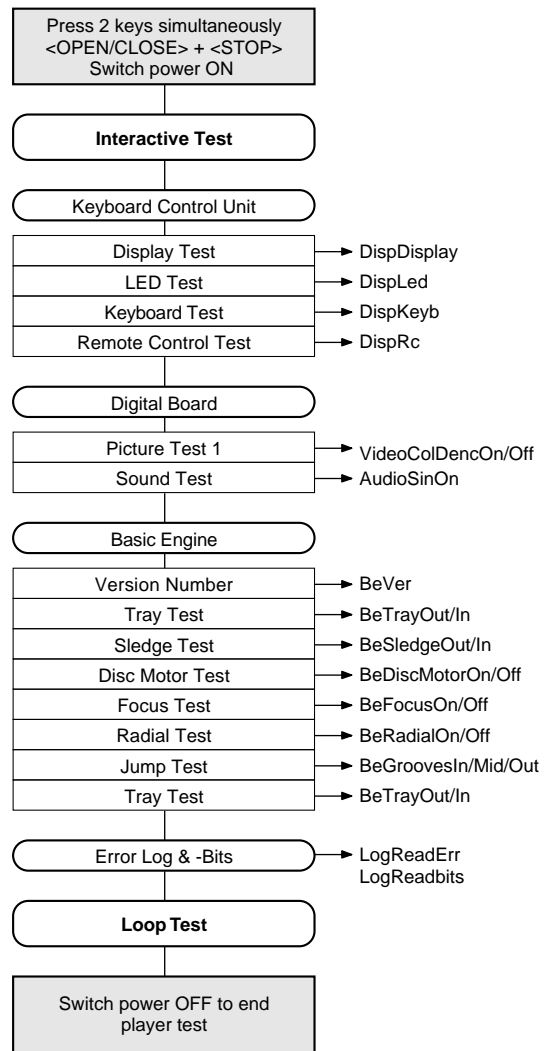 Press 2 keys simultaneously
<OPEN/CLOSE> + <STOP>
Switch power ON
Interactive Test
Keyboard Control Unit
Display Test
DispDisplay
LED Test
DispLed
Keyboard Test
DispKeyb
Remote Control Test
DispRc
Digital Board
Picture Test 1
VideoColDencOn/Off
Sound Test
AudioSinOn
Basic Engine
Version Number
BeVer
Tray Test
BeTrayOut/In
Sledge Test
BeSledgeOut/In
Disc Motor Test
BeDiscMotorOn/Off
Focus Test
BeFocusOn/Off
Radial Test
BeRadialOn/Off
Jump Test
BeGroovesIn/Mid/Out
Tray Test
BeTrayOut/In
Error Log & -Bits
LogReadErr
LogReadbits
Loop Test
Switch power OFF to end
player test